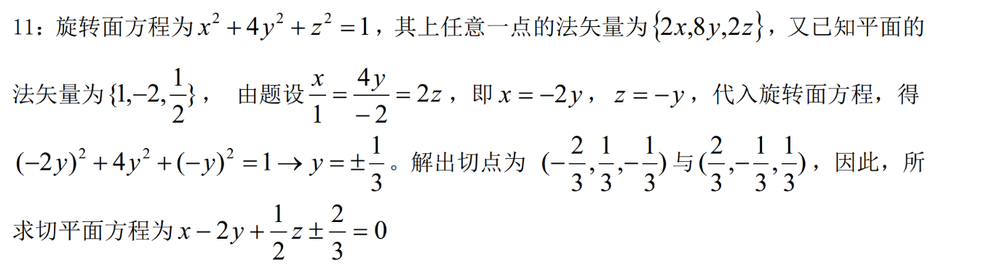 11：旋转面方程为 $x^2+4y^2+z^2=1$，其上任意一点的法矢量为 $\{2x,8y,2z\}$，又已知平面的
法矢量为 $\{1,-2,\frac{1}{2}\}$， 由题设 $\frac{x}{1}=\frac{4y}{-2}=2z$，即 $x=-2y$， $z=-y$，代入旋转面方程，得
$(-2y)^2+4y^2+(-y)^2=1\rightarrow y=\pm\frac{1}{3}$。解出切点为 $(-\frac{2}{3},\frac{1}{3},-\frac{1}{3})$ 与 $(\frac{2}{3},-\frac{1}{3},\frac{1}{3})$，因此，所
求切平面方程为 $x-2y+\frac{1}{2}z\pm\frac{2}{3}=0$